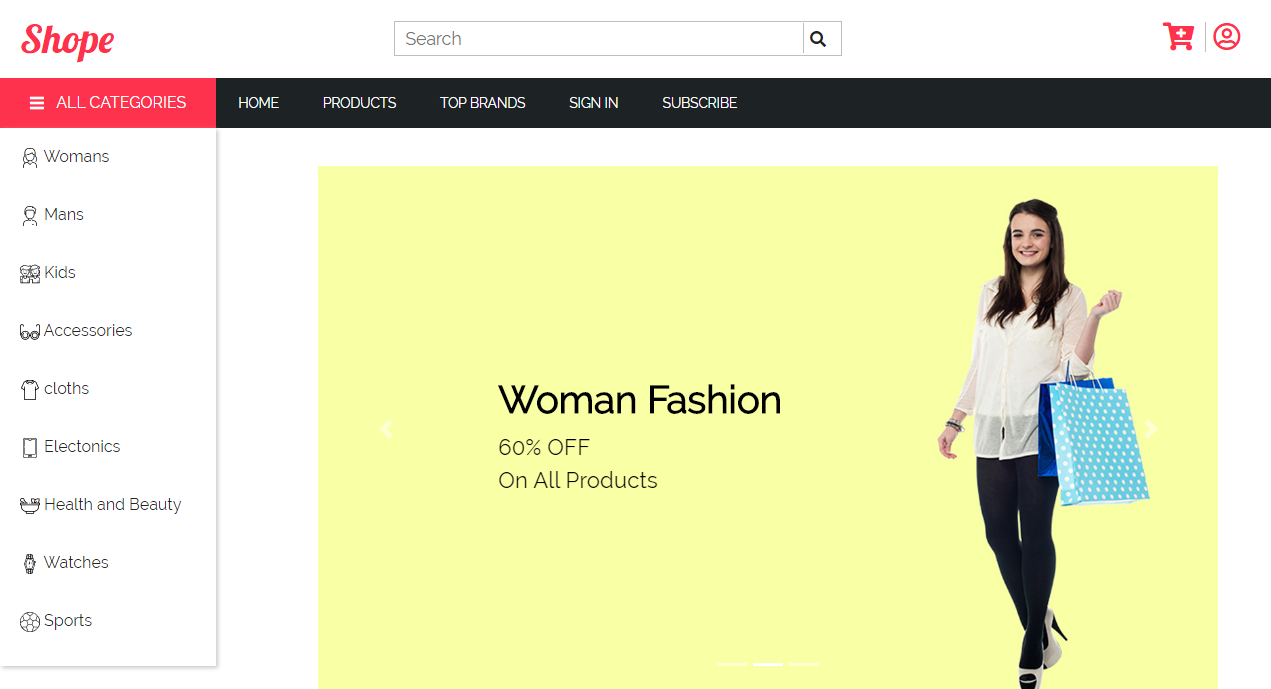 Shope
Search
ALL CATEGORIES
HOME
PRODUCTS
TOP BRANDS
SIGN IN
SUBSCRIBE
Womans
Mans
Kids
Accessories
cloths
Electonics
Health and Beauty
Watches
Sports
Woman Fashion
60% OFF
On All Products